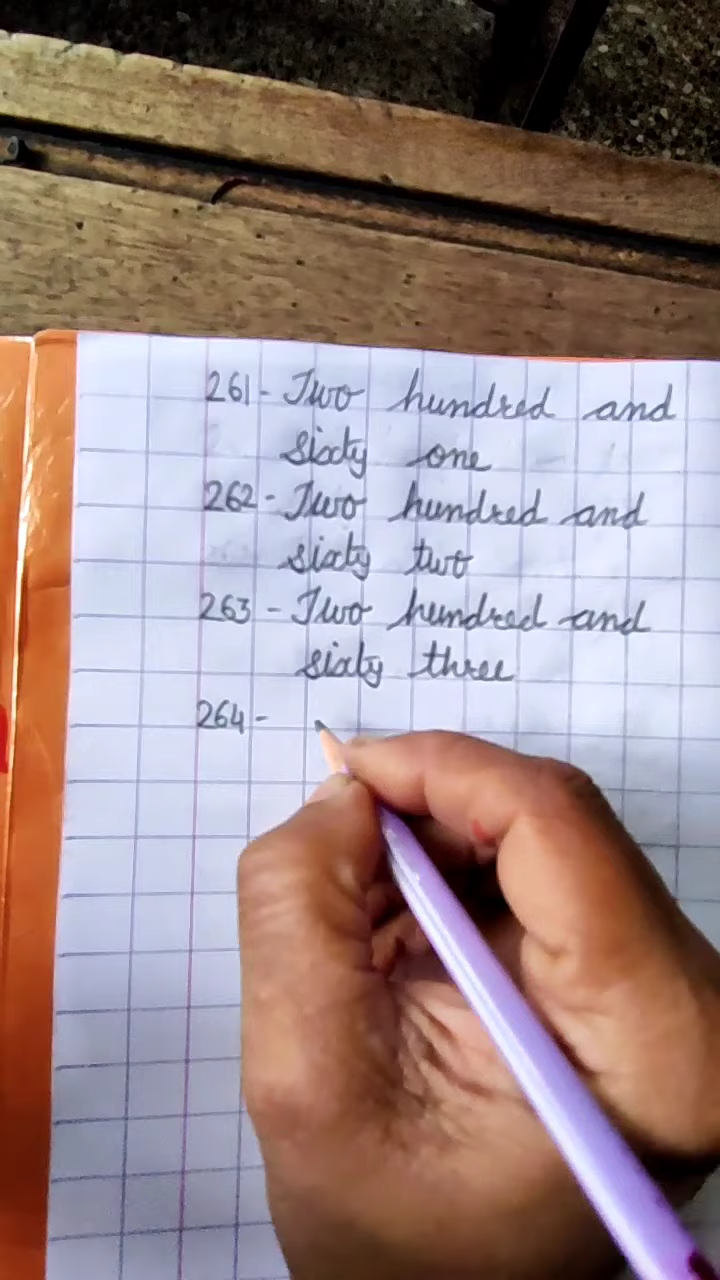 261 - Two hundred and
sixty one
262 - Two hundred and
sixty two
263 - Two hundred and
sixty three
264 -